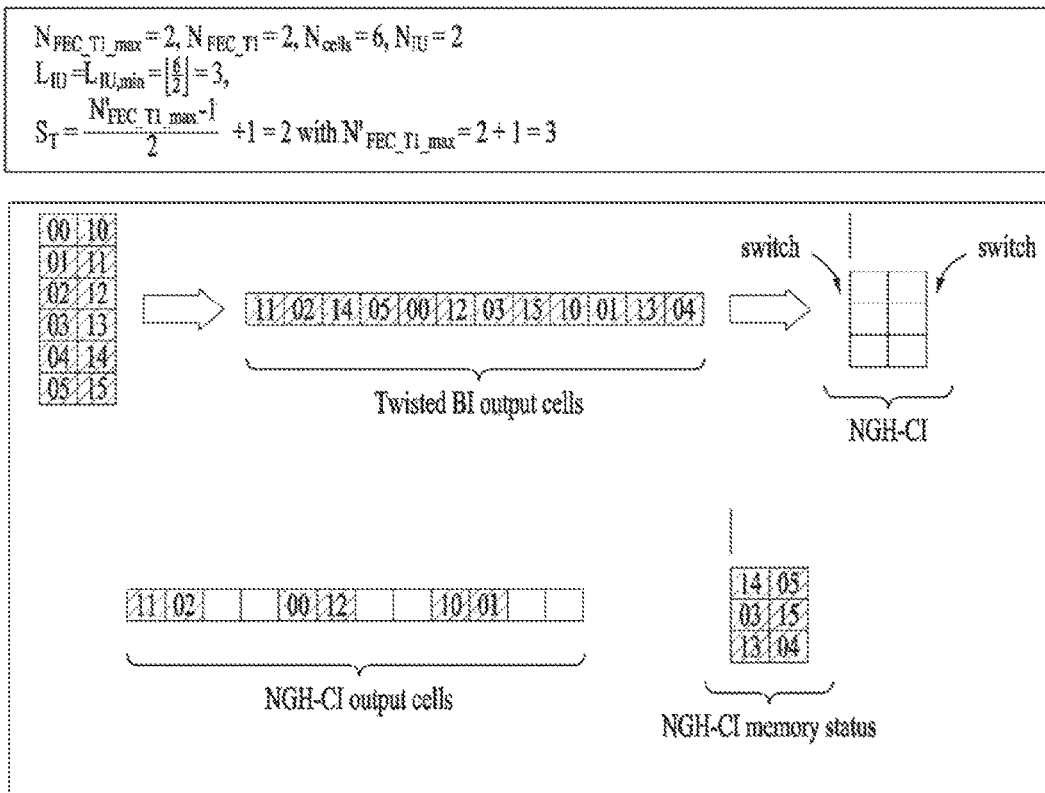 N_FEC_TI_max = 2, N_FEC_TI = 2, N_cells = 6, N_IU = 2
L_IU = L_IU,min = ⌊6/2⌋ = 3,
S_T = (N'_FEC_TI_max - 1)/2 + 1 = 2 with N'_FEC_TI_max = 2 + 1 = 3
00 10
01 11
02 12
03 13
04 14
05 15
11 02 14 05 00 12 03 15 10 01 13 04
Twisted BI output cells
switch
switch
NGH-CI
11 02 00 12 10 01
NGH-CI output cells
14 05
03 15
13 04
NGH-CI memory status